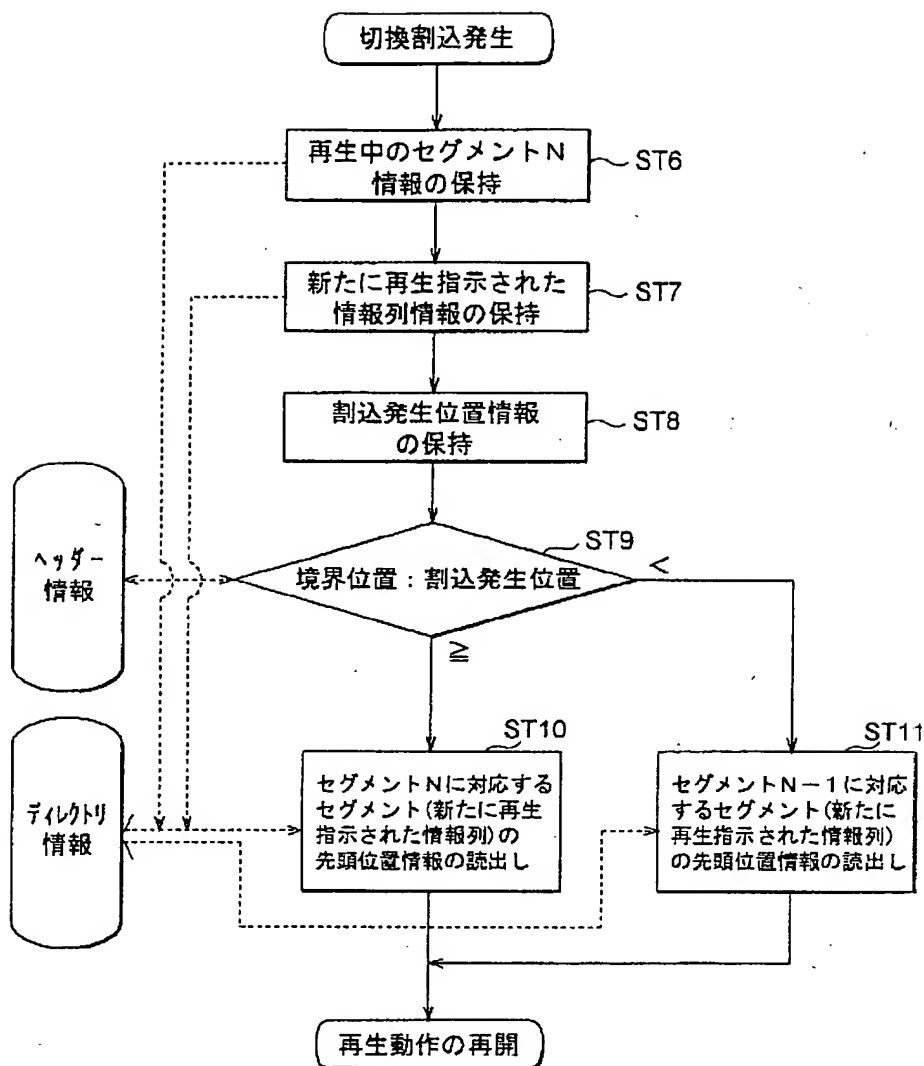 切換割込発生
再生中のセグメントN
情報の保持
ST6
新たに再生指示された
情報列情報の保持
ST7
割込発生位置情報
の保持
ST8
ヘッダー
情報
境界位置：割込発生位置
ST9
<
≧
ディレクトリ
情報
ST10
セグメントNに対応する
セグメント(新たに再生
指示された情報列)の
先頭位置情報の読出し
ST11
セグメントN－1に対応
するセグメント(新たに
再生指示された情報列)
の先頭位置情報の読出し
再生動作の再開